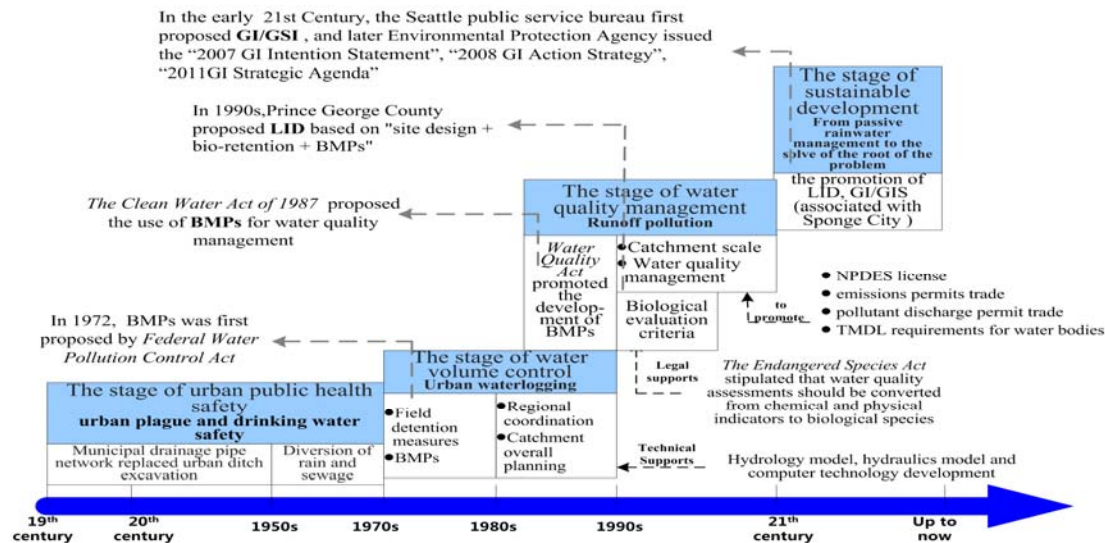 In the early 21st Century, the Seattle public service bureau first
proposed GI/GSI , and later Environmental Protection Agency issued
the “2007 GI Intention Statement”, “2008 GI Action Strategy”,
“2011GI Strategic Agenda”
The stage of
sustainable
development
From passive
rainwater
management to the
solve of the root of the
problem
the promotion of
LID, GI/GIS
(associated with
Sponge City )
In 1990s,Prince George County
proposed LID based on "site design +
bio-retention + BMPs"
The stage of water
quality management
Runoff pollution
The Clean Water Act of 1987 proposed
the use of BMPs for water quality
management
Water
Quality
Act
promoted
the
develop-
ment of
BMPs
Catchment scale
Water quality
management
Biological
evaluation
criteria
to
promote
NPDES license
emissions permits trade
pollutant discharge permit trade
TMDL requirements for water bodies
In 1972, BMPs was first
proposed by Federal Water
Pollution Control Act
The stage of water
volume control
Urban waterlogging
Field
detention
measures
BMPs
Regional
coordination
Catchment
overall
planning
Legal
supports
The Endangered Species Act
stipulated that water quality
assessments should be converted
from chemical and physical
indicators to biological species
Technical
Supports
Hydrology model, hydraulics model and
computer technology development
The stage of urban public health
safety
urban plague and drinking water
safety
Municipal drainage pipe
network replaced urban ditch
excavation
Diversion of
rain and
sewage
19th
century
20th
century
1950s
1970s
1980s
1990s
21th
century
Up to
now